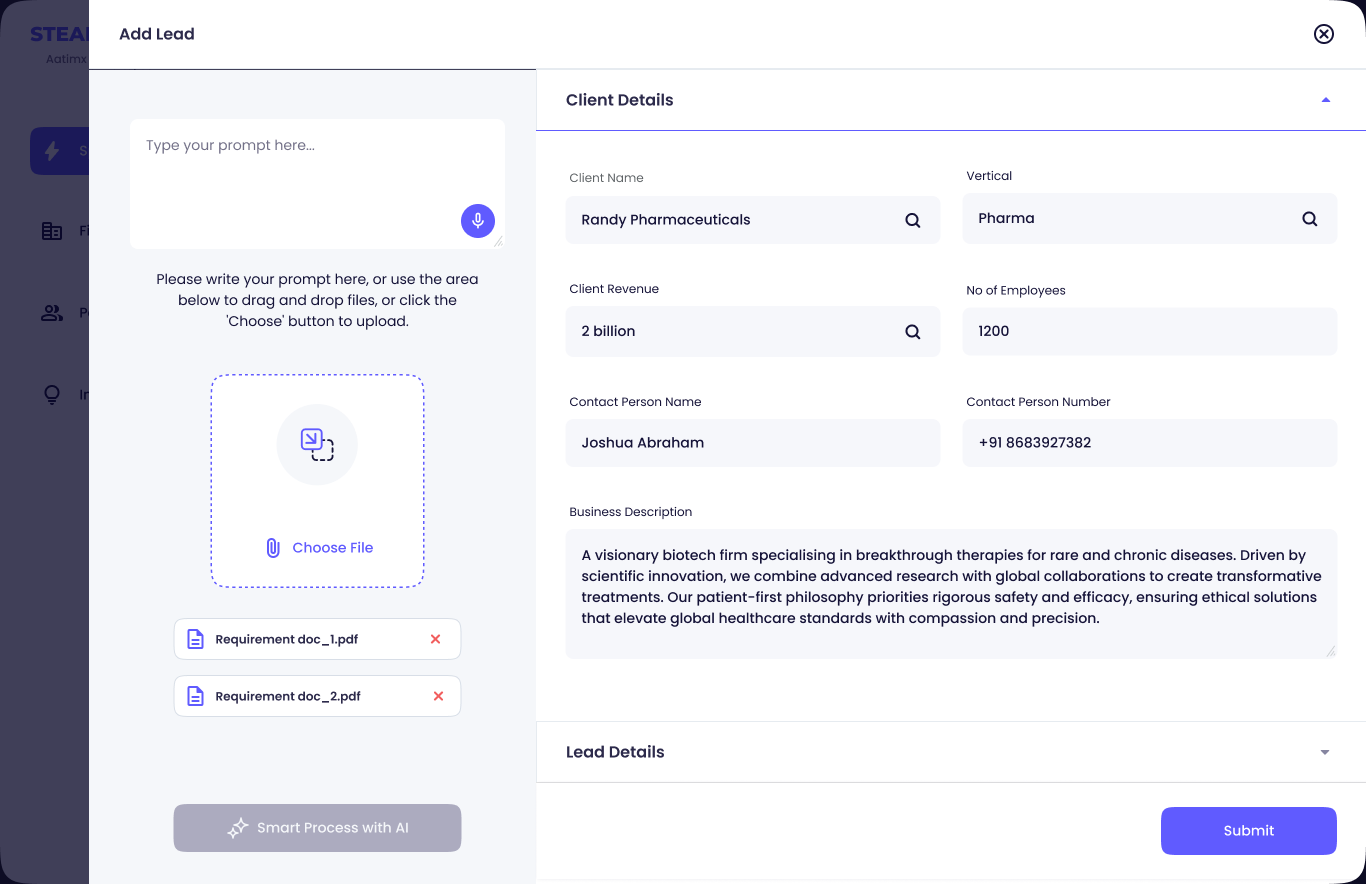 Add Lead
Aatimx
Type your prompt here...
Please write your prompt here, or use the area
below to drag and drop files, or click the
'Choose' button to upload.
Choose File
Requirement doc_1.pdf
Requirement doc_2.pdf
Smart Process with AI
Client Details
Client Name
Vertical
Randy Pharmaceuticals
Pharma
Client Revenue
No of Employees
2 billion
1200
Contact Person Name
Contact Person Number
Joshua Abraham
+91 8683927382
Business Description
A visionary biotech firm specialising in breakthrough therapies for rare and chronic diseases. Driven by
scientific innovation, we combine advanced research with global collaborations to create transformative
treatments. Our patient-first philosophy priorities rigorous safety and efficacy, ensuring ethical solutions
that elevate global healthcare standards with compassion and precision.
Lead Details
Submit